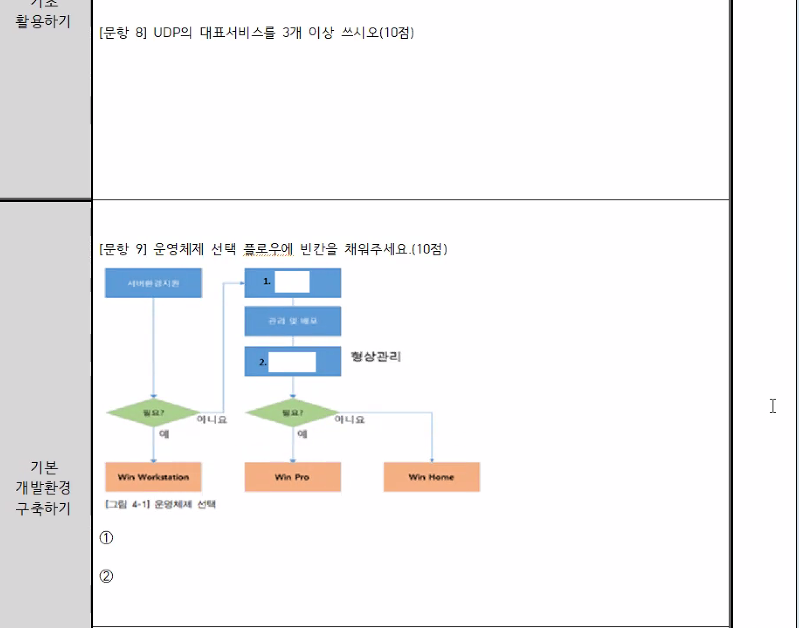 기초
활용하기
[문항 8] UDP의 대표서비스를 3개 이상 쓰시오(10점)
[문항 9] 운영체제 선택 플로우에 빈칸을 채워주세요.(10점)
서버환경지원
1.
관리 및 배포
2.
형상관리
필요?
아니요
필요?
아니요
예
예
Win Workstation
Win Pro
Win Home
[그림 4-1] 운영체제 선택
기본
개발환경
구축하기
①
②